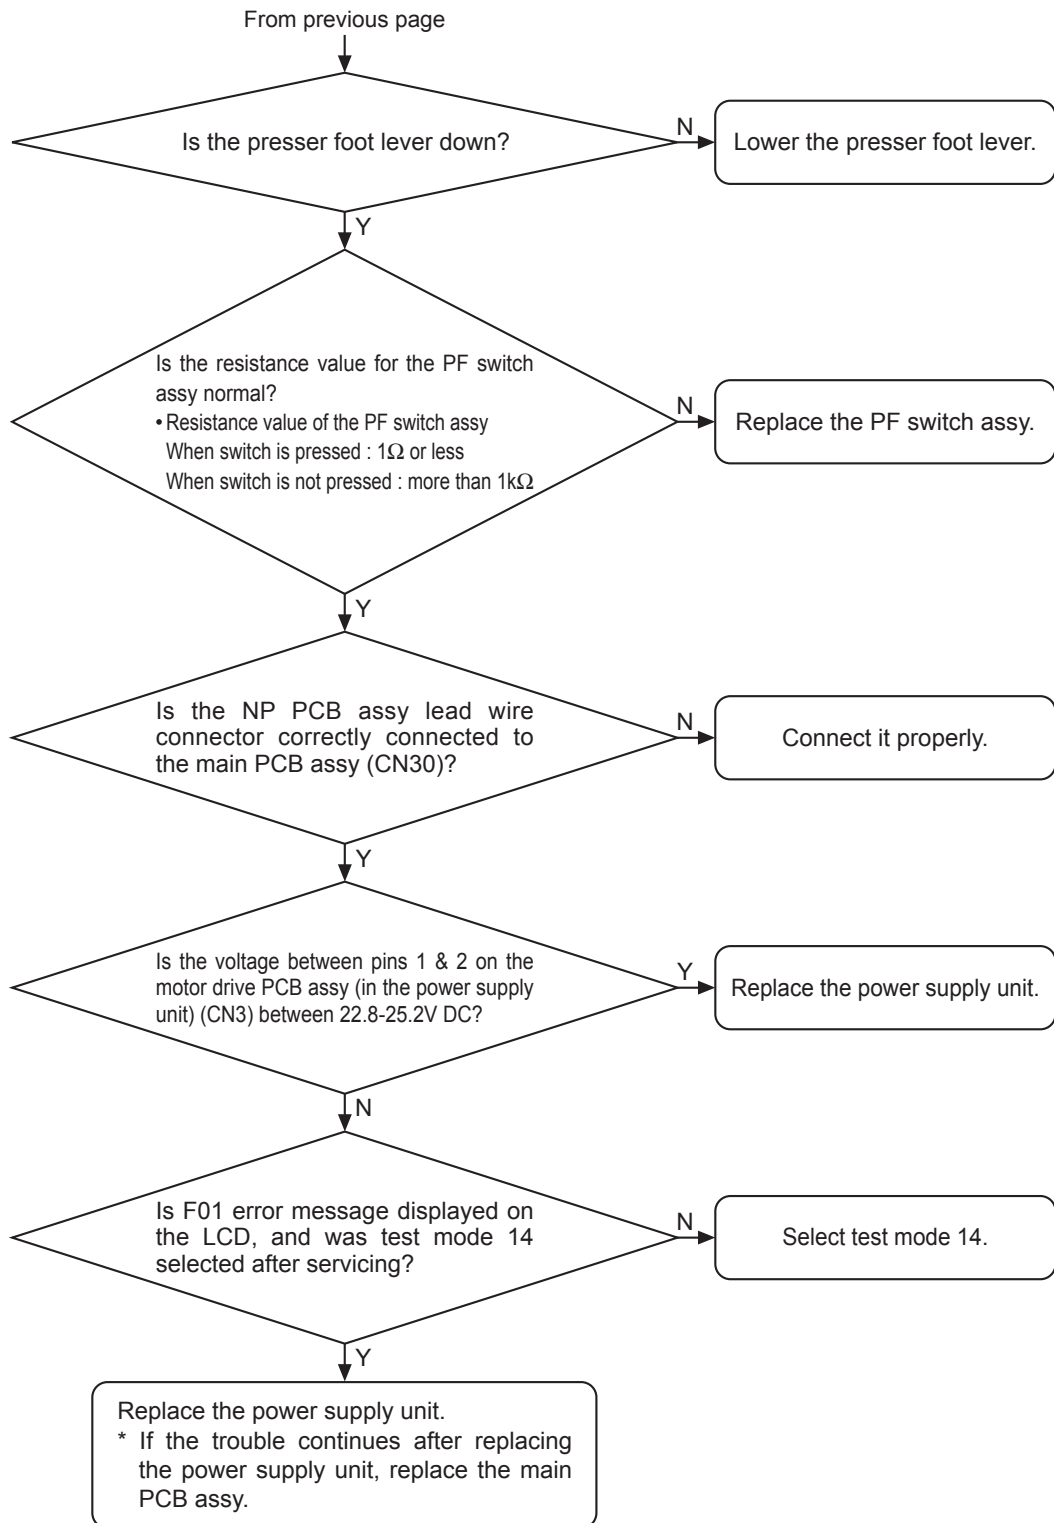 From previous page
Is the presser foot lever down?
N
Lower the presser foot lever.
Y
Is the resistance value for the PF switch
assy normal?
• Resistance value of the PF switch assy
When switch is pressed : 1Ω or less
When switch is not pressed : more than 1kΩ
N
Replace the PF switch assy.
Y
Is the NP PCB assy lead wire
connector correctly connected to
the main PCB assy (CN30)?
N
Connect it properly.
Y
Is the voltage between pins 1 & 2 on the
motor drive PCB assy (in the power supply
unit) (CN3) between 22.8-25.2V DC?
Y
Replace the power supply unit.
N
Is F01 error message displayed on
the LCD, and was test mode 14
selected after servicing?
N
Select test mode 14.
Y
Replace the power supply unit.
* If the trouble continues after replacing
the power supply unit, replace the main
PCB assy.